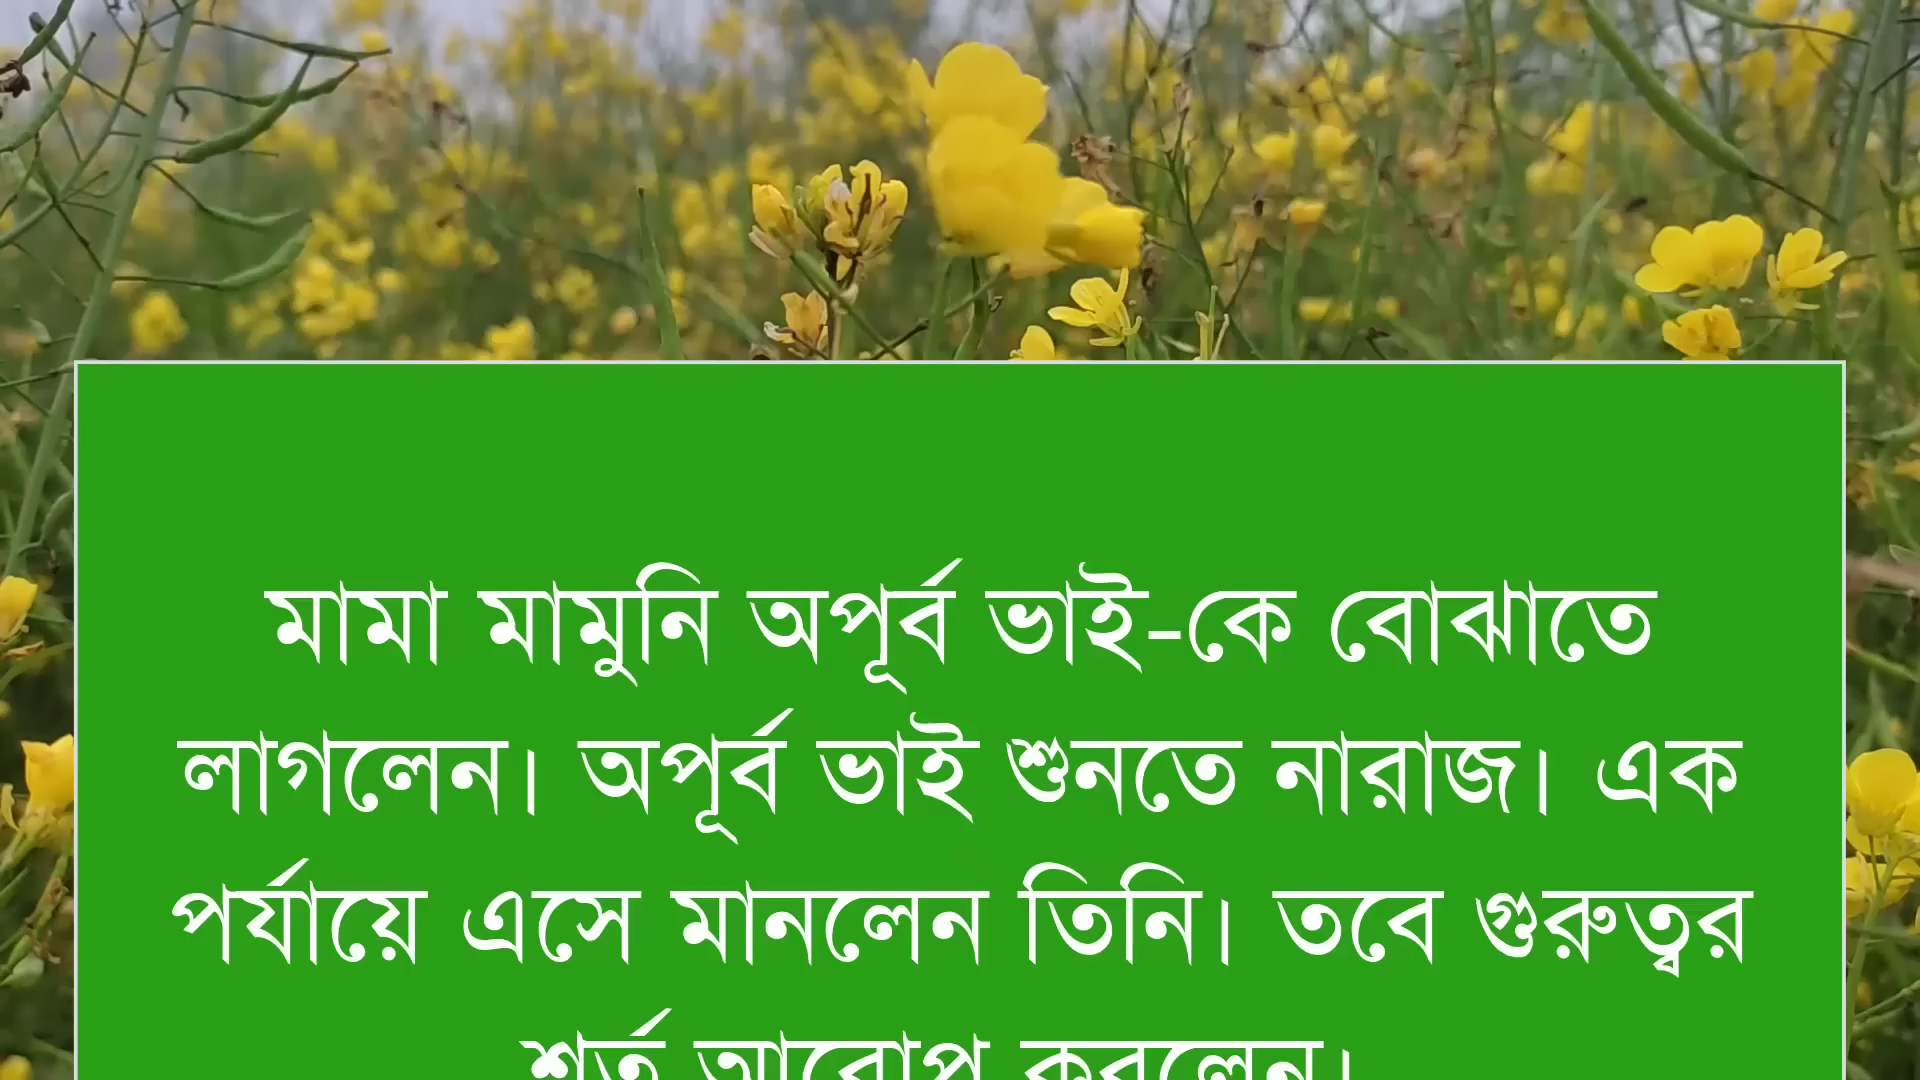 মামা মামুনি অপূর্ব ভাই-কে বোঝাতে
লাগলেন। অপূর্ব ভাই শুনতে নারাজ। এক
পর্যায়ে এসে মানলেন তিনি। তবে গুরুত্বর
শর্ত আরোপ করলেন।